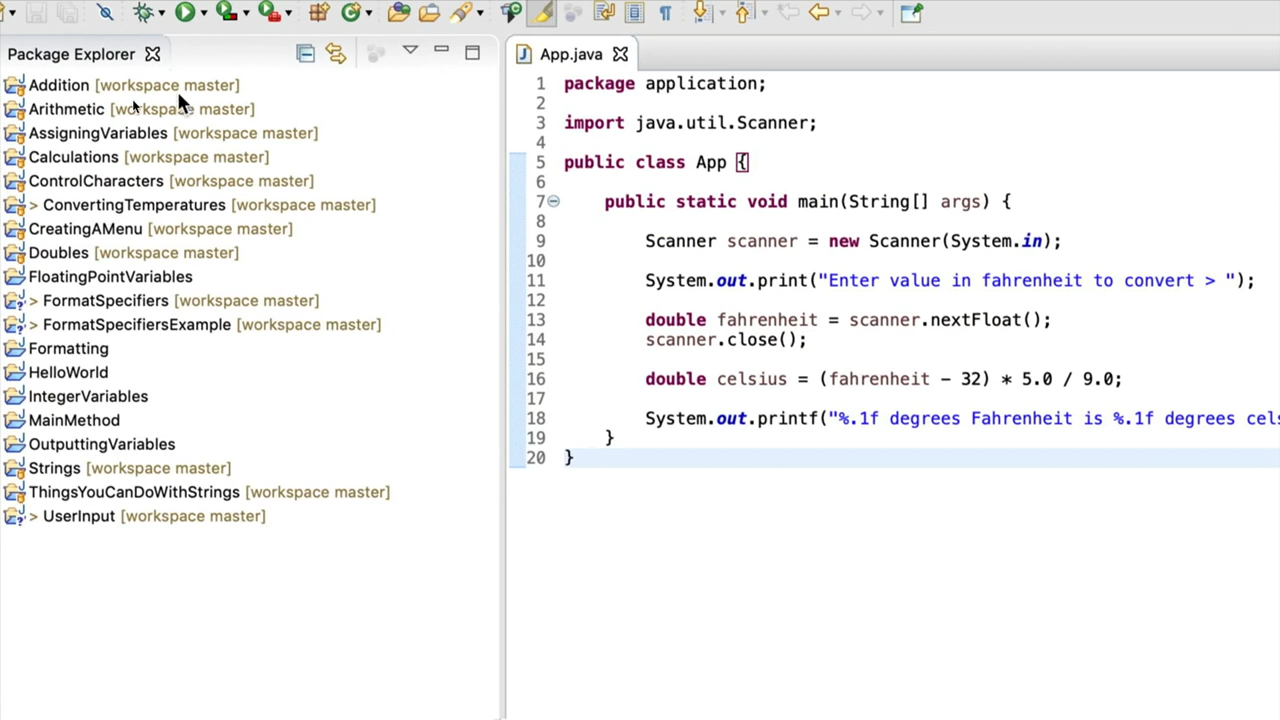 Package Explorer
Addition [workspace master]
Arithmetic [workspace master]
AssigningVariables [workspace master]
Calculations [workspace master]
ControlCharacters [workspace master]
> ConvertingTemperatures [workspace master]
CreatingAMenu [workspace master]
Doubles [workspace master]
FloatingPointVariables
> FormatSpecifiers [workspace master]
> FormatSpecifiersExample [workspace master]
Formatting
HelloWorld
IntegerVariables
MainMethod
OutputtingVariables
Strings [workspace master]
ThingsYouCanDoWithStrings [workspace master]
> UserInput [workspace master]
App.java
1 package application;
2
3 import java.util.Scanner;
4
5 public class App {
6
7 public static void main(String[] args) {
8
9 Scanner scanner = new Scanner(System.in);
10
11 System.out.print("Enter value in fahrenheit to convert > ");
12
13 double fahrenheit = scanner.nextFloat();
14 scanner.close();
15
16 double celsius = (fahrenheit - 32) * 5.0 / 9.0;
17
18 System.out.printf("%.1f degrees Fahrenheit is %.1f degrees cels
19 }
20 }